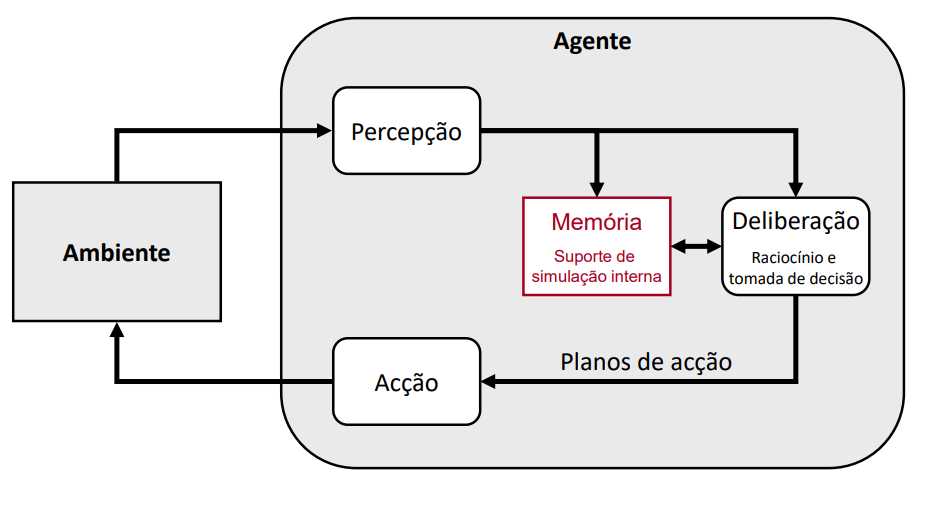 Agente
Percepção
Ambiente
Memória
Suporte de
simulação interna
Deliberação
Raciocínio e
tomada de decisão
Planos de acção
Acção